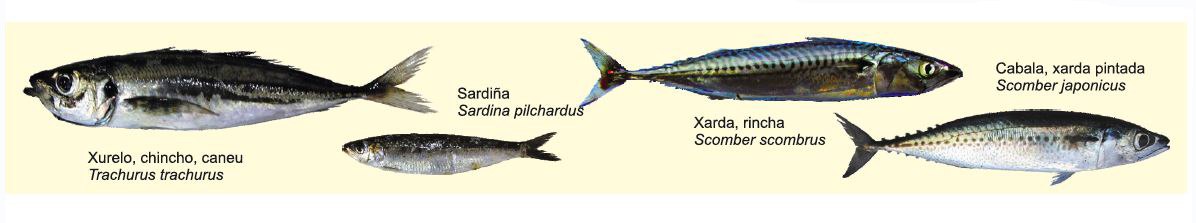 Xurelo, chincho, caneu
Trachurus trachurus
Sardiña
Sardina pilchardus
Xarda, rincha
Scomber scombrus
Cabala, xarda pintada
Scomber japonicus